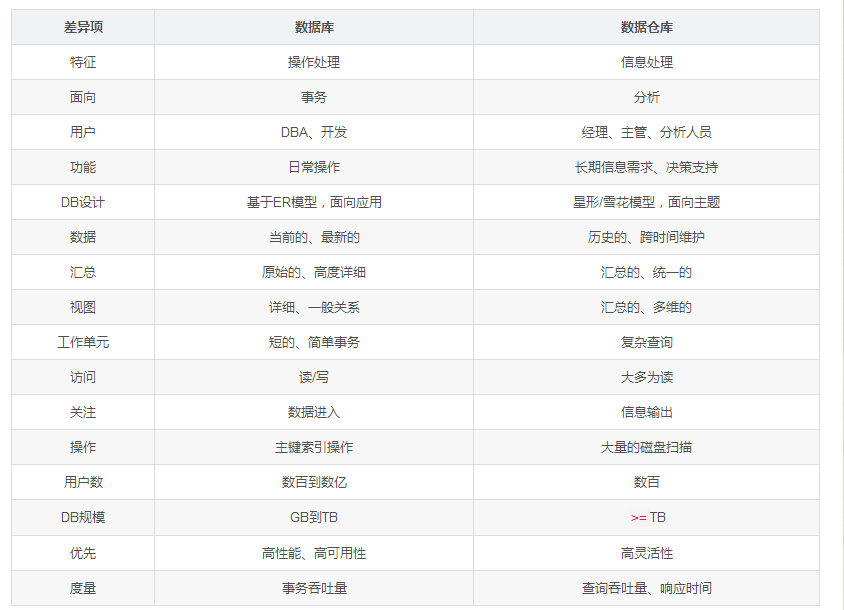 差异项 数据库 数据仓库
特征 操作处理 信息处理
面向 事务 分析
用户 DBA、开发 经理、主管、分析人员
功能 日常操作 长期信息需求、决策支持
DB设计 基于ER模型，面向应用 星形/雪花模型，面向主题
数据 当前的、最新的 历史的、跨时间维护
汇总 原始的、高度详细 汇总的、统一的
视图 详细、一般关系 汇总的、多维的
工作单元 短的、简单事务 复杂查询
访问 读/写 大多为读
关注 数据进入 信息输出
操作 主键索引操作 大量的磁盘扫描
用户数 数百到数亿 数百
DB规模 GB到TB >= TB
优先 高性能、高可用性 高灵活性
度量 事务吞吐量 查询吞吐量、响应时间